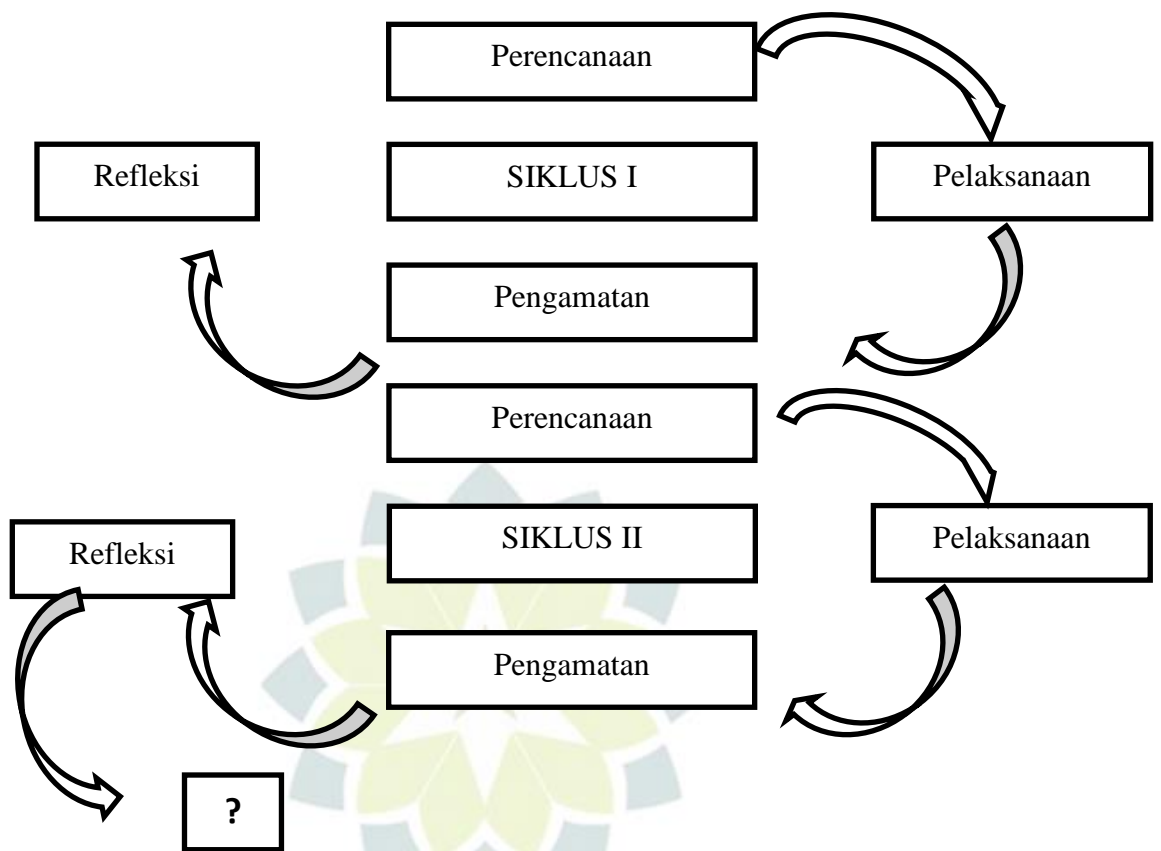 Perencanaan
Refleksi
SIKLUS I
Pelaksanaan
Pengamatan
Perencanaan
Refleksi
SIKLUS II
Pelaksanaan
Pengamatan
?